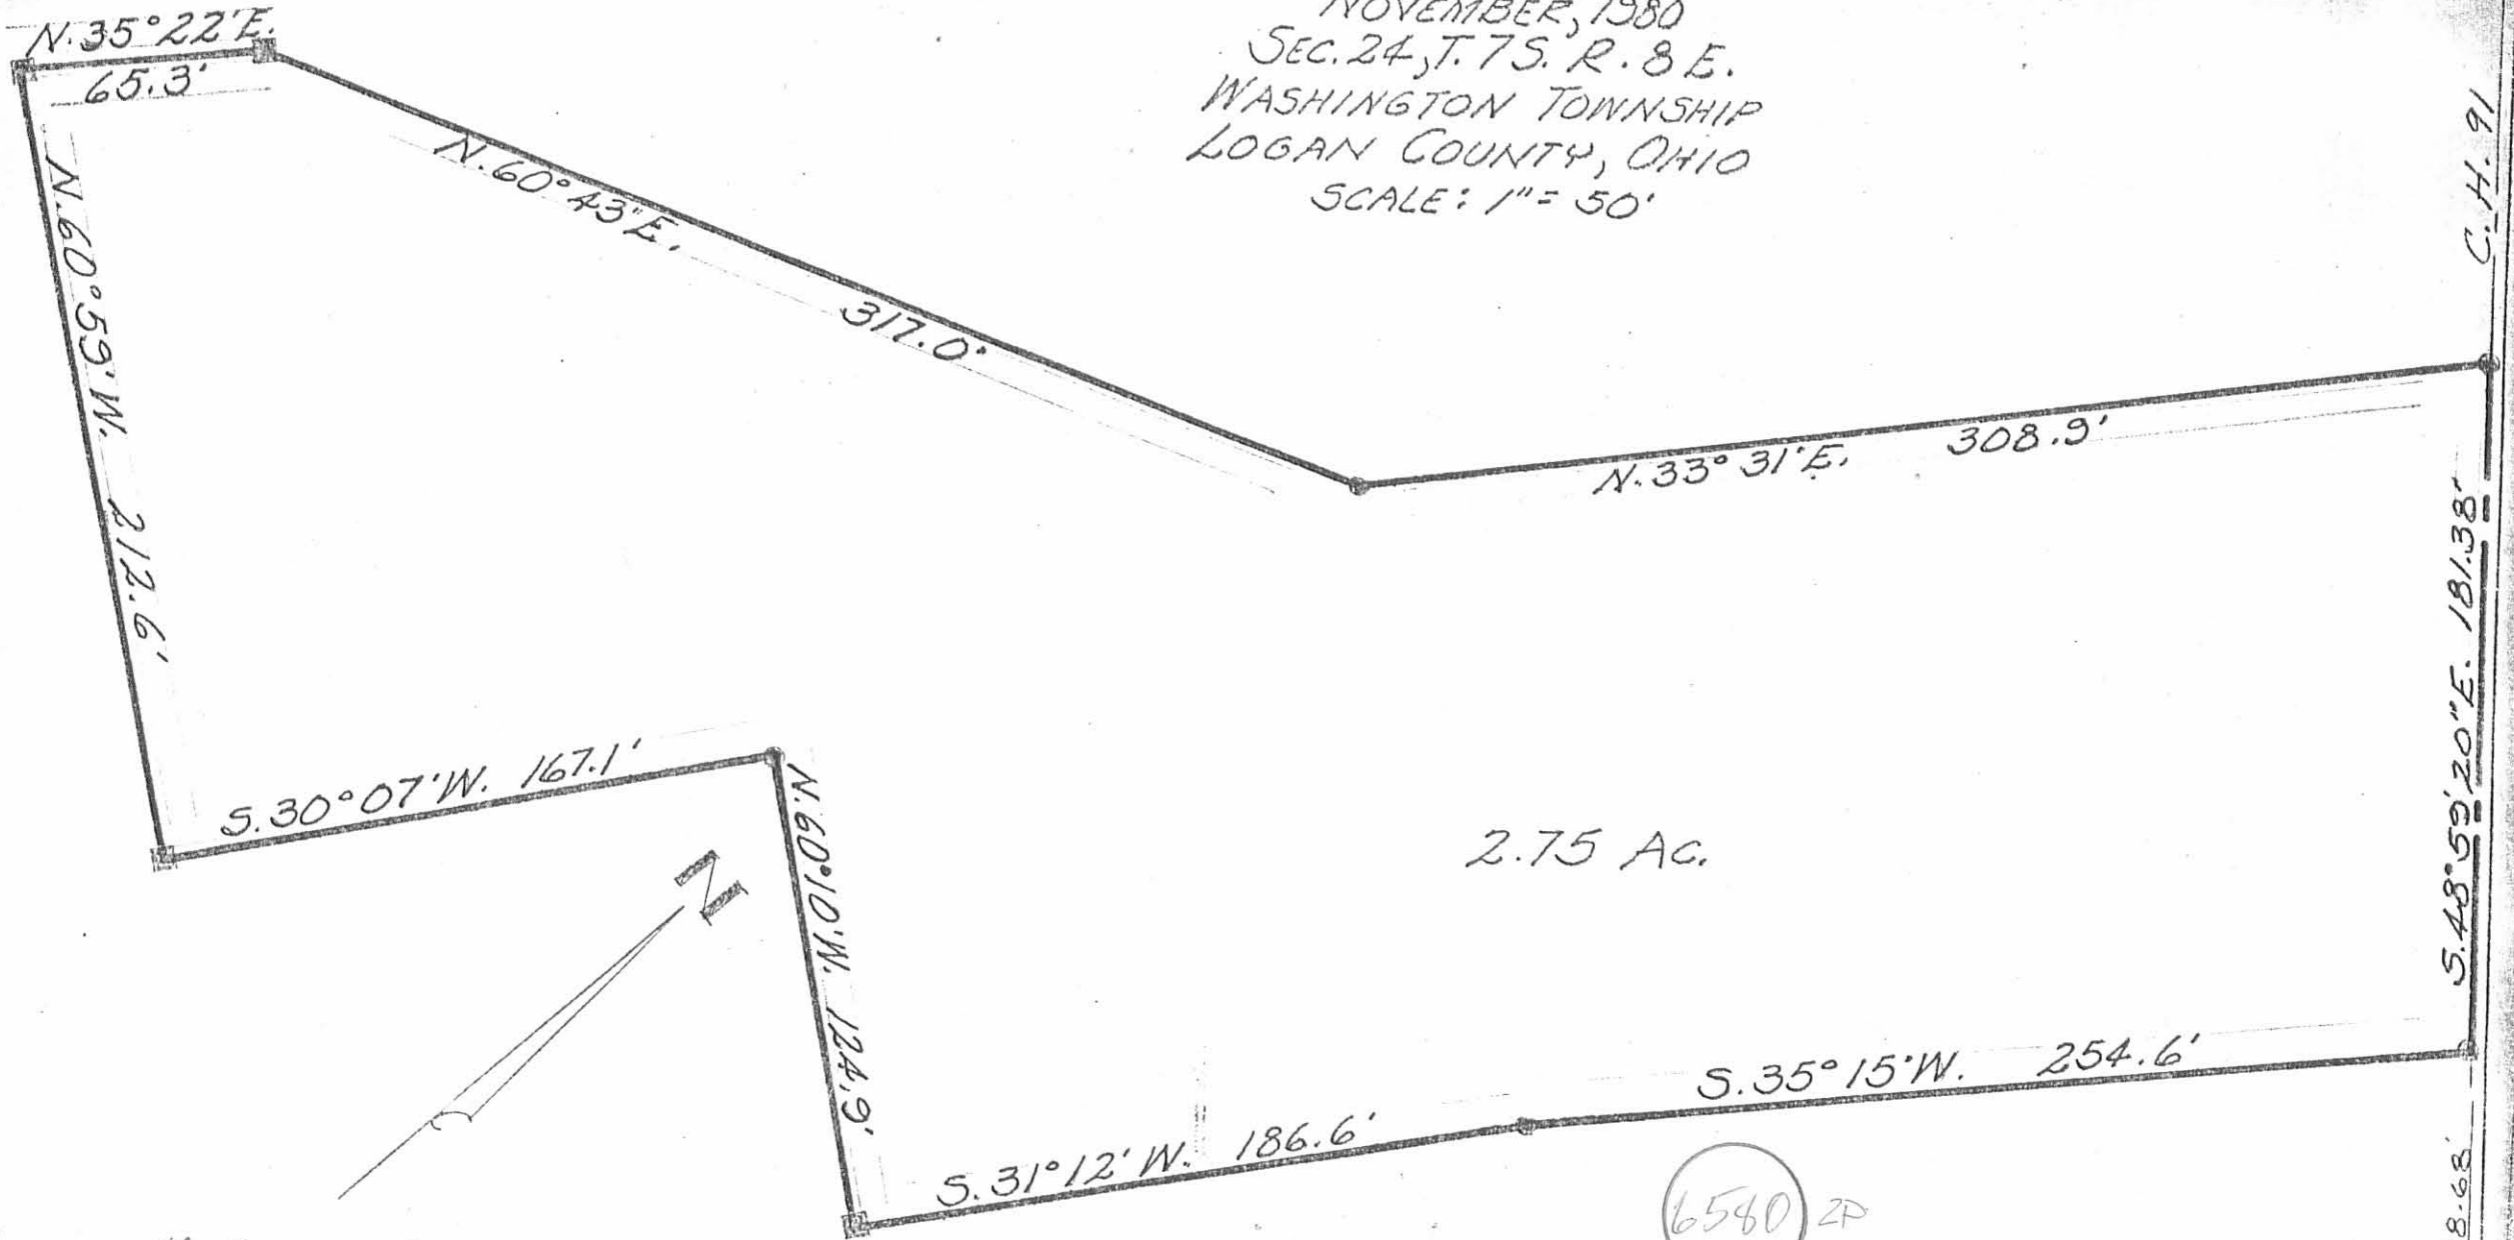 NOVEMBER, 1980
SEC. 24, T. 7 S. R. 8 E.
WASHINGTON TOWNSHIP
LOGAN COUNTY, OHIO
SCALE: 1" = 50'
N. 35° 22' E.
65.3'
N. 60° 43" E.
317.0'
N. 33° 31' E. 308.9'
C.H. 91
S. 48° 59' 20" E. 181.38'
N. 60° 59' W. 212.6'
S. 30° 07' W. 167.1'
N
N. 60° 10' W. 124.9'
2.75 AC.
S. 35° 15' W. 254.6'
S. 31° 12' W. 186.6'
6580 2P
8.68'